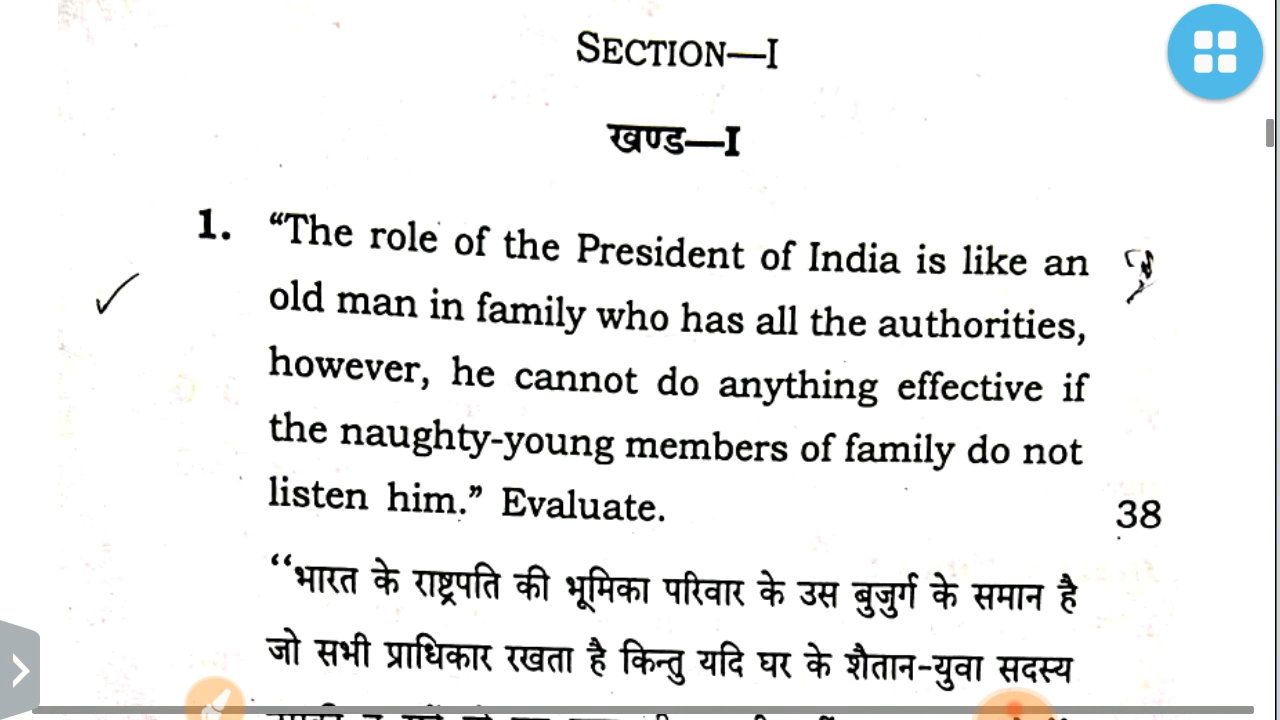 SECTION—I
खण्ड—I
1. “The role of the President of India is like an
old man in family who has all the authorities,
however, he cannot do anything effective if
the naughty-young members of family do not
listen him.” Evaluate. 38
‘‘भारत के राष्ट्रपति की भूमिका परिवार के उस बुजुर्ग के समान है
जो सभी प्राधिकार रखता है किन्तु यदि घर के शैतान-युवा सदस्य